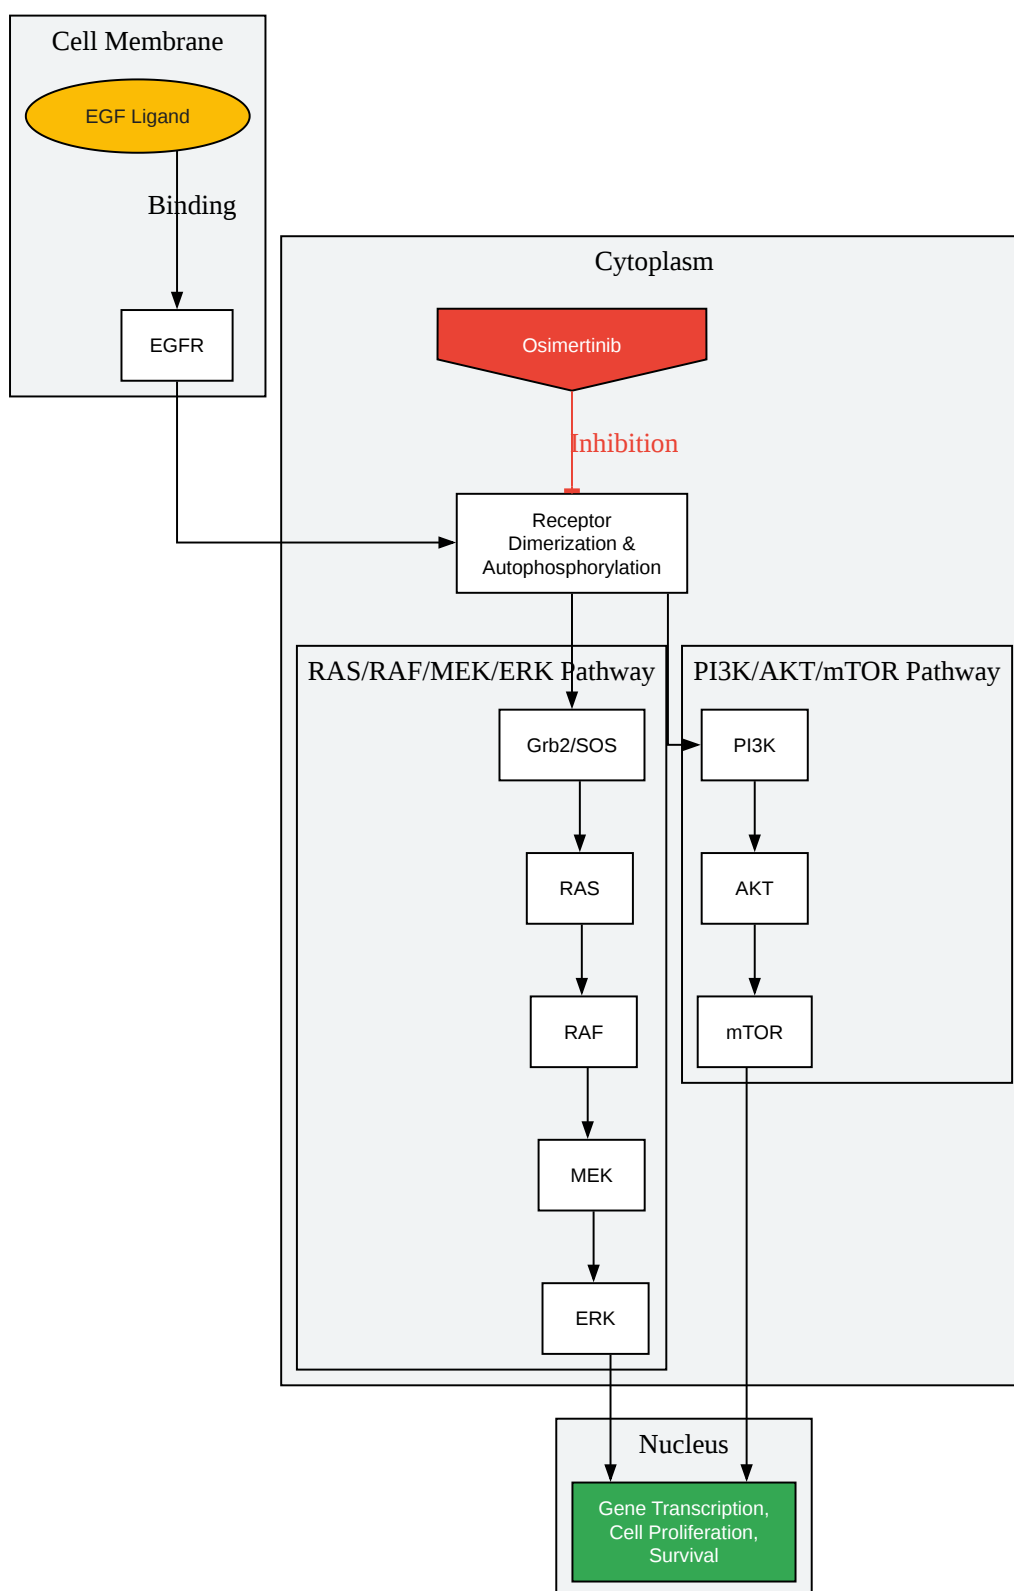 Cell Membrane
EGF Ligand
Binding
EGFR
Cytoplasm
Osimertinib
Inhibition
Receptor
Dimerization &
Autophosphorylation
RAS/RAF/MEK/ERK Pathway
PI3K/AKT/mTOR Pathway
Grb2/SOS
PI3K
RAS
AKT
RAF
mTOR
MEK
ERK
Nucleus
Gene Transcription,
Cell Proliferation,
Survival